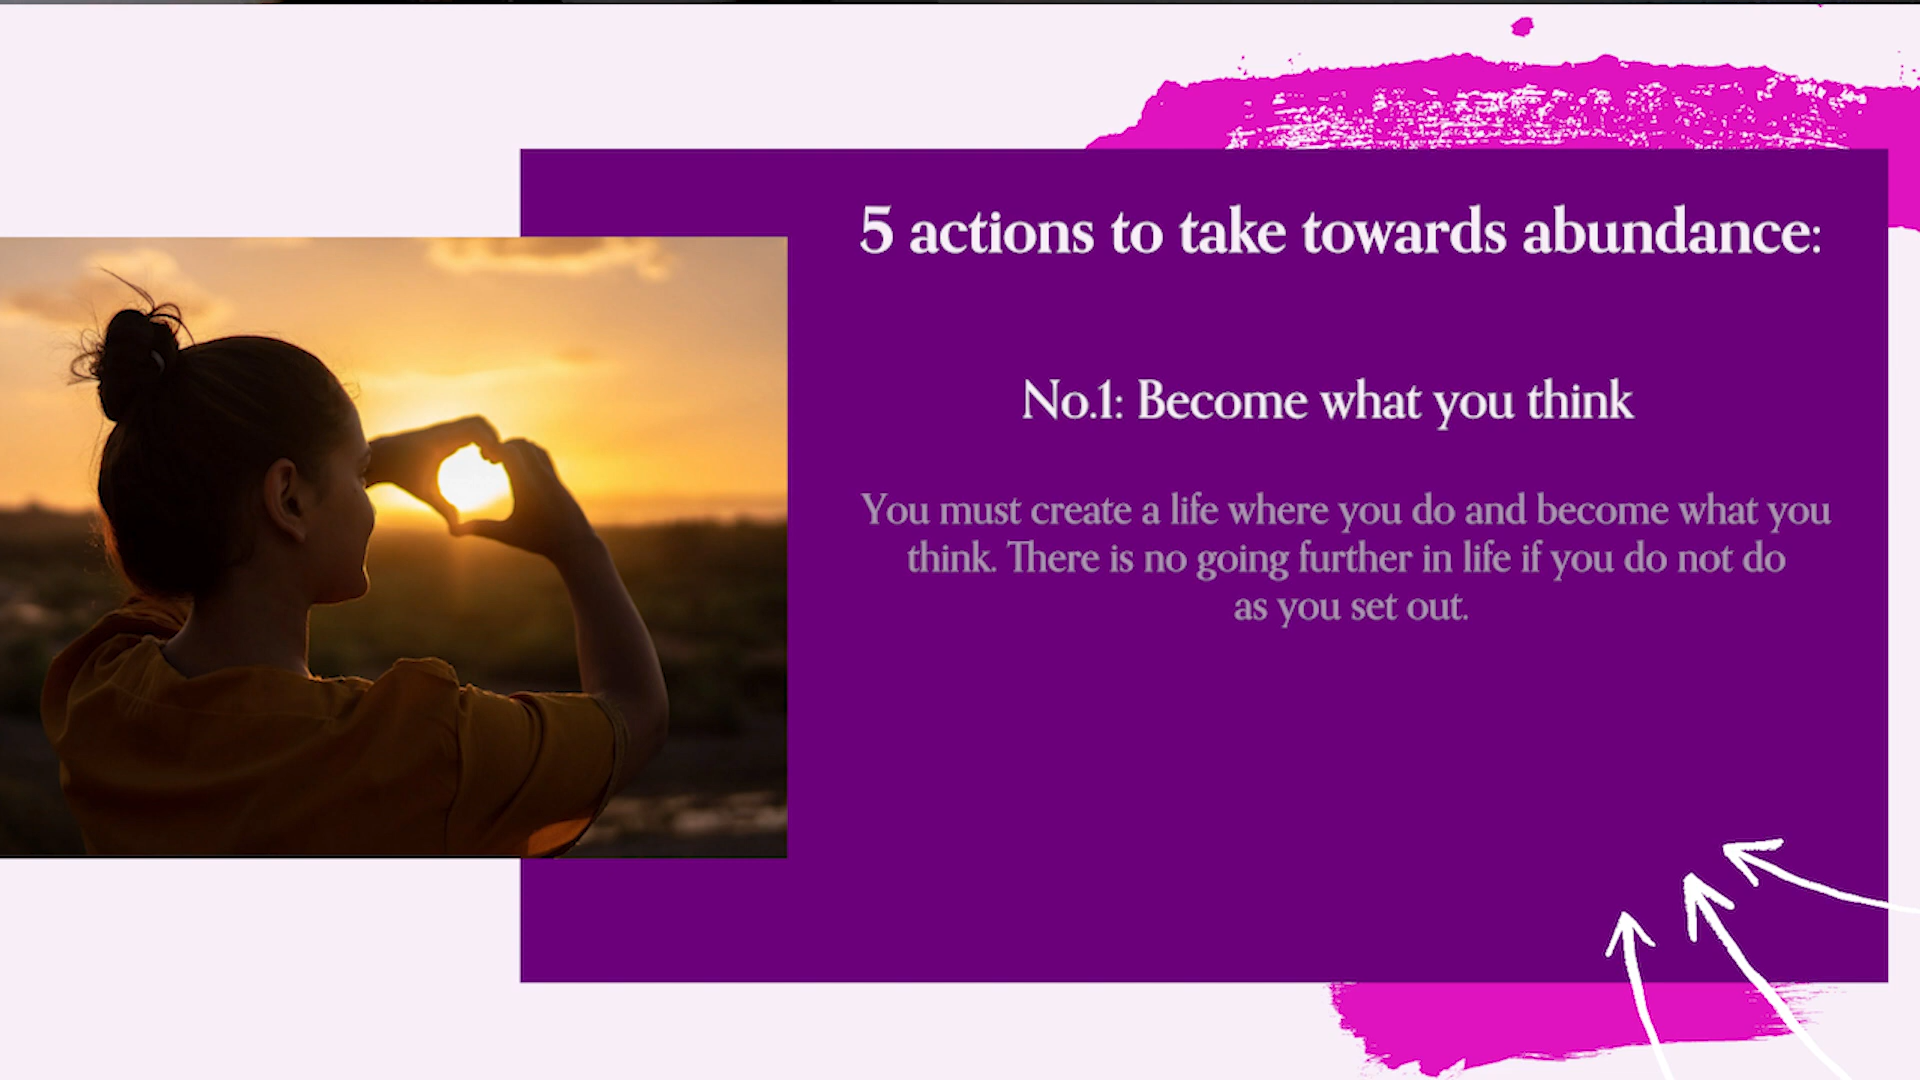 5 actions to take towards abundance:
No.1: Become what you think
You must create a life where you do and become what you
think. There is no going further in life if you do not do
as you set out.